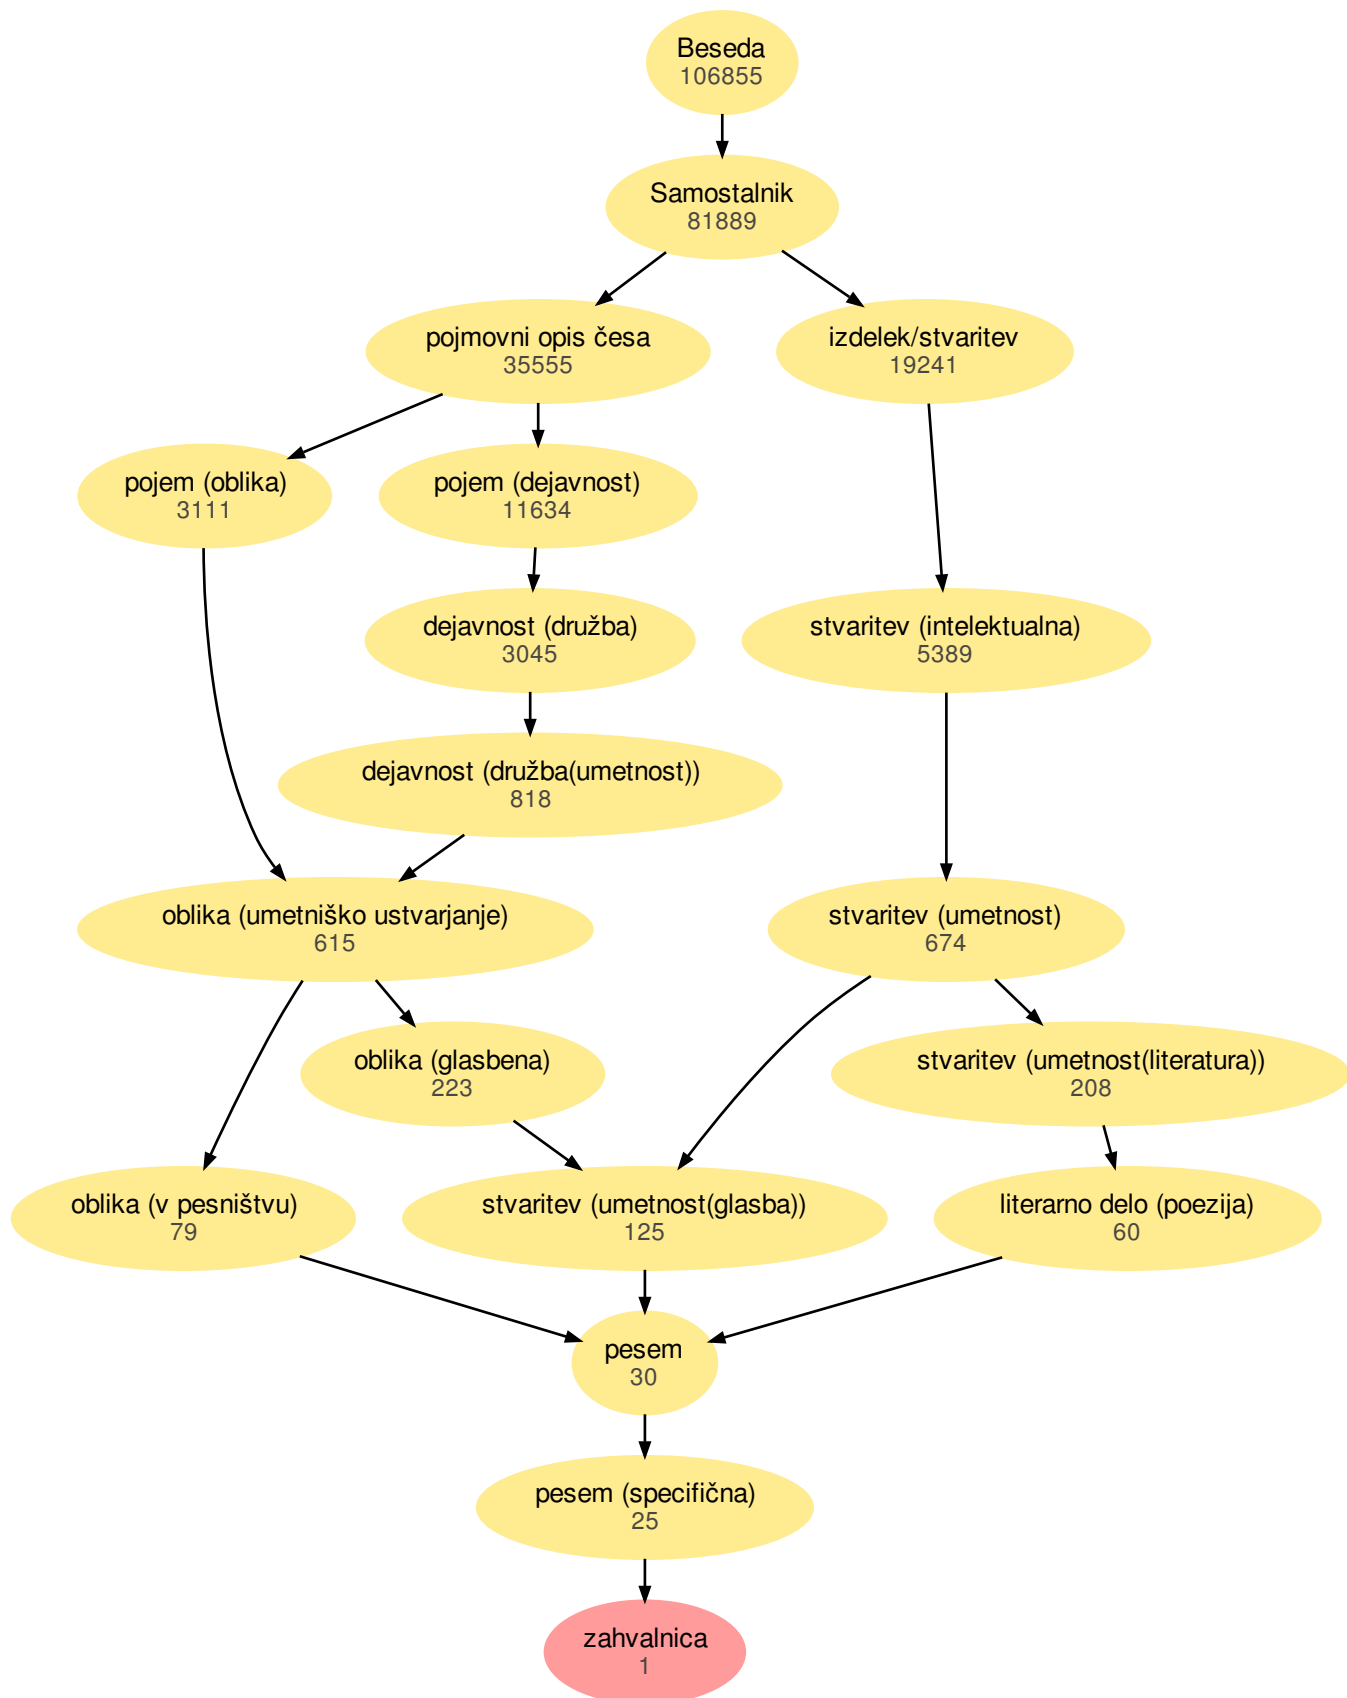 Beseda
106855
Samostalnik
81889
pojmovni opis česa
35555
izdelek/stvaritev
19241
pojem (oblika)
3111
pojem (dejavnost)
11634
dejavnost (družba)
3045
stvaritev (intelektualna)
5389
dejavnost (družba(umetnost))
818
oblika (umetniško ustvarjanje)
615
stvaritev (umetnost)
674
oblika (glasbena)
223
stvaritev (umetnost(literatura))
208
oblika (v pesništvu)
79
stvaritev (umetnost(glasba))
125
literarno delo (poezija)
60
pesem
30
pesem (specifična)
25
zahvalnica
1